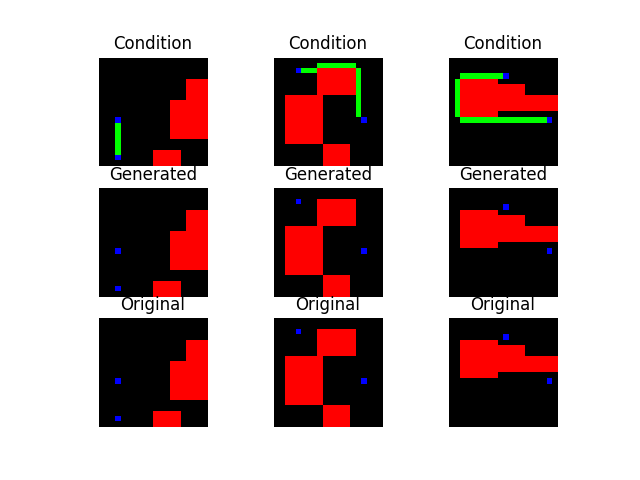 Condition Condition Condition
Generated Generated Generated
Original Original Original